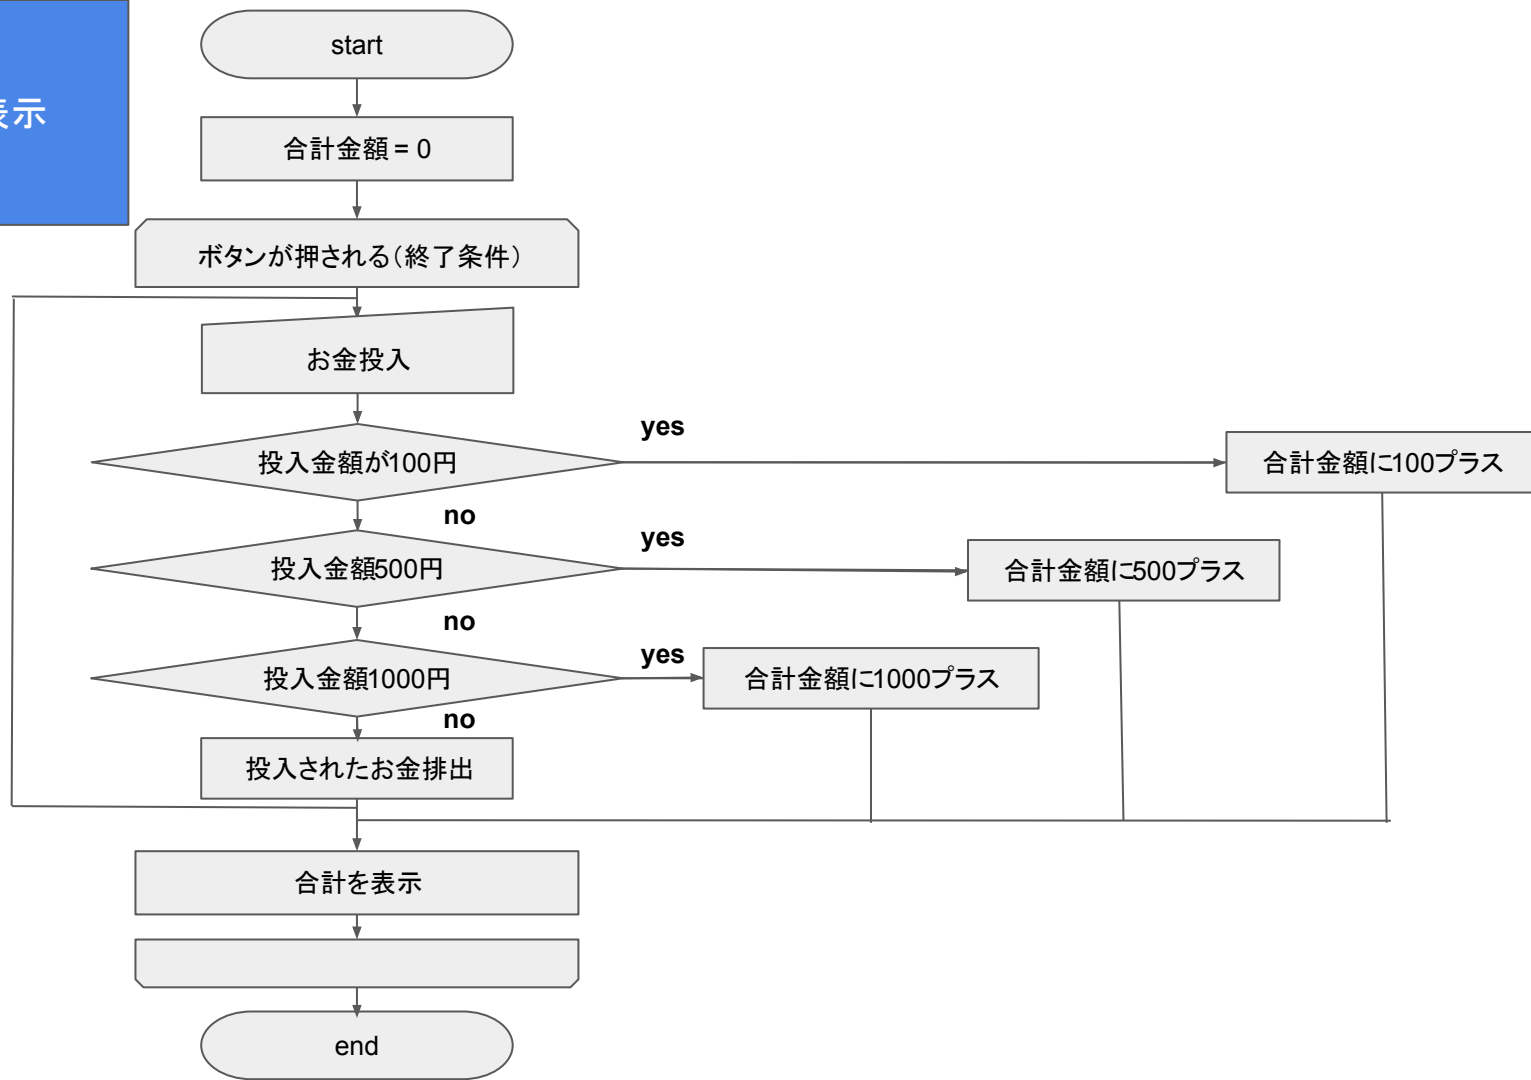 start
表示
合計金額 = 0
ボタンが押される（終了条件）
お金投入
yes
投入金額が100円
合計金額に100プラス
no
yes
投入金額500円
合計金額に500プラス
no
yes
投入金額1000円
合計金額に1000プラス
no
投入されたお金排出
合計を表示
end